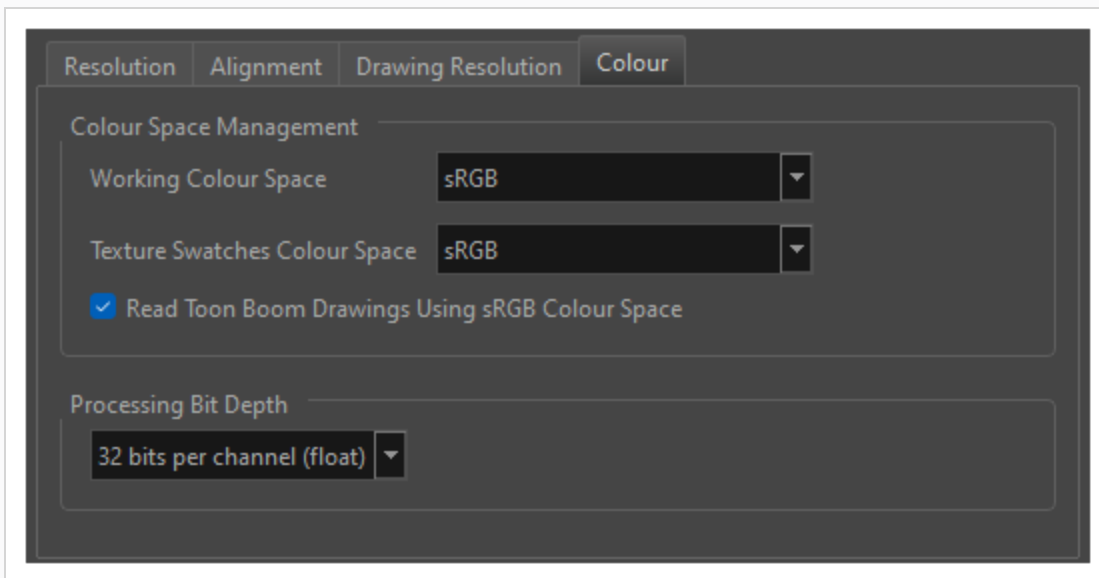 Resolution
Alignment
Drawing Resolution
Colour
Colour Space Management
Working Colour Space
sRGB
Texture Swatches Colour Space
sRGB
Read Toon Boom Drawings Using sRGB Colour Space
Processing Bit Depth
32 bits per channel (float)